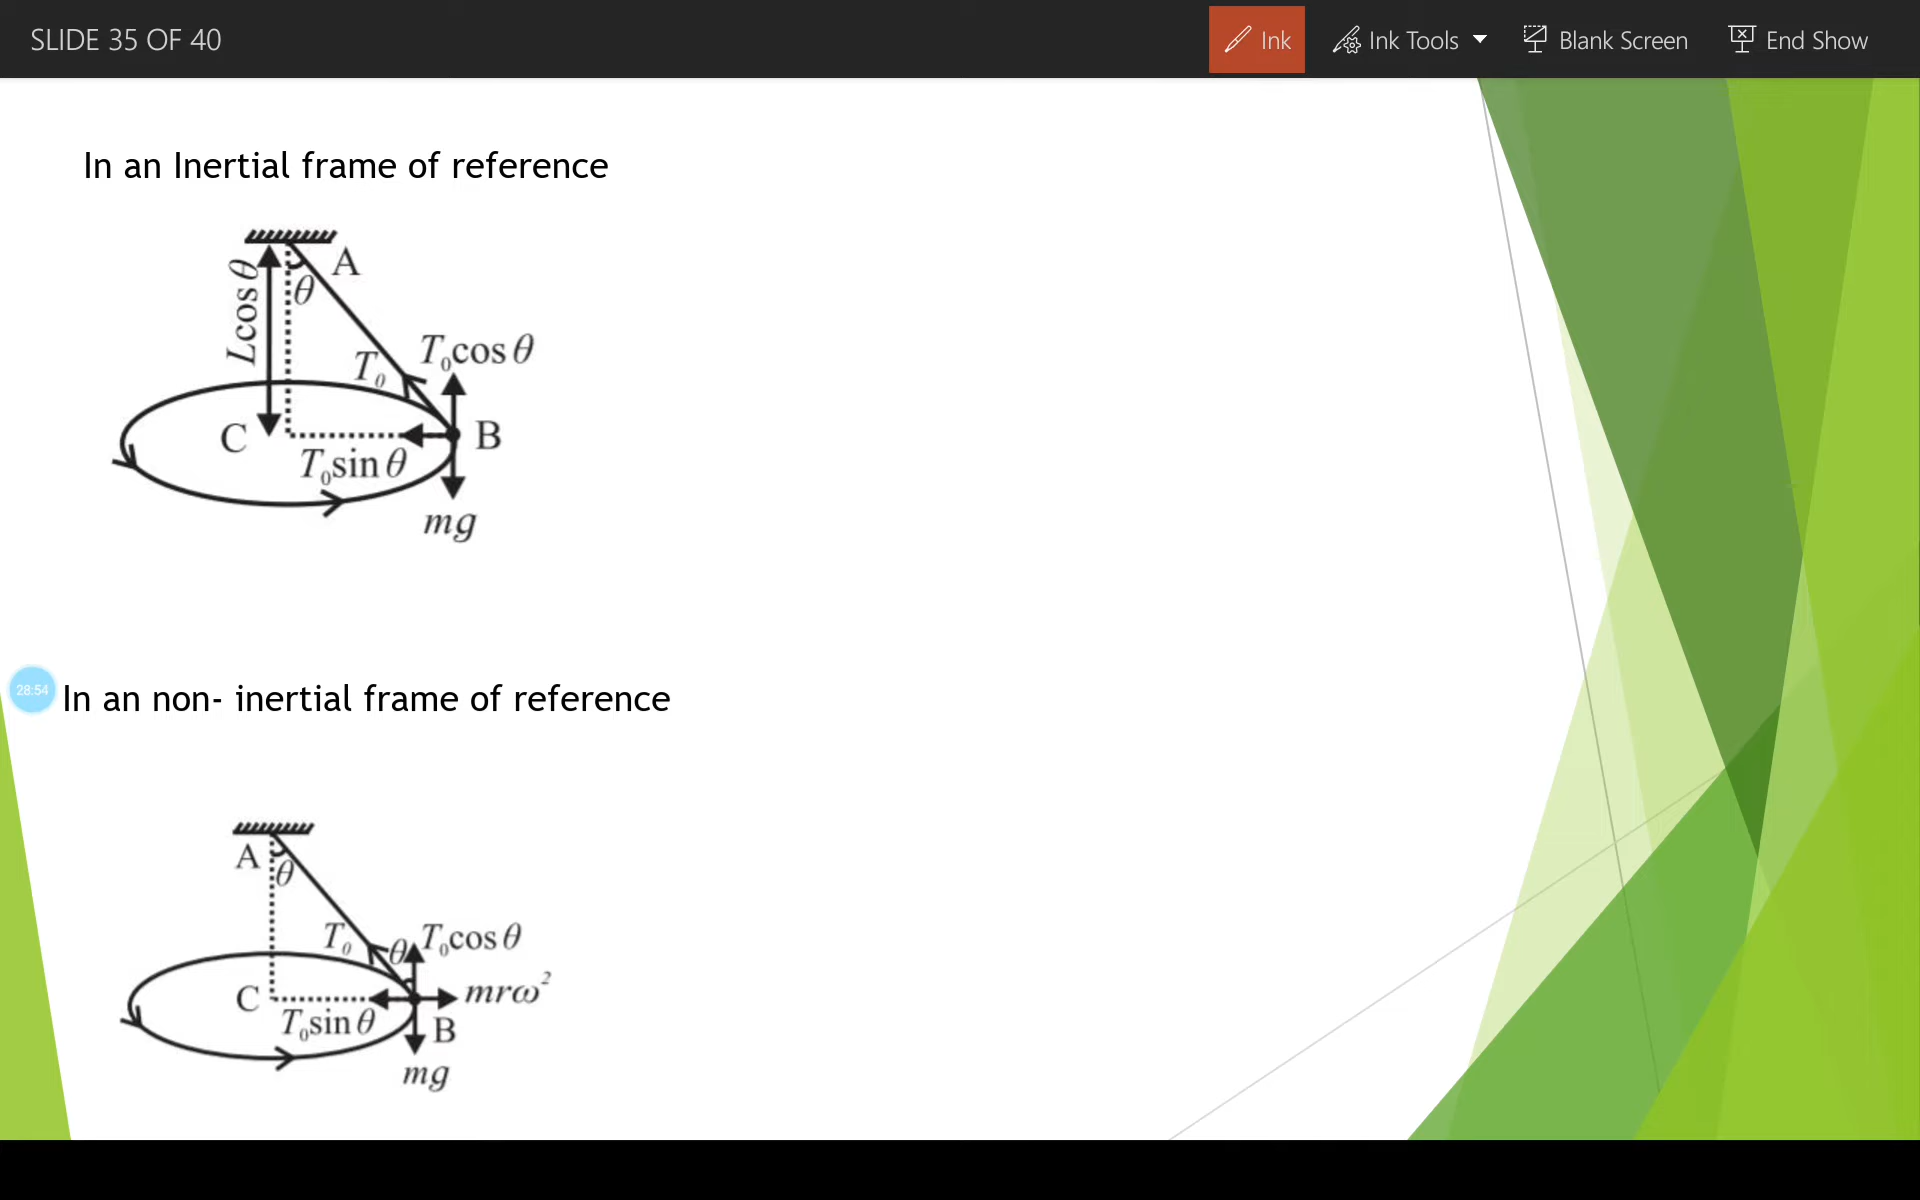 SLIDE 35 OF 40
Ink
Ink Tools
Blank Screen
End Show
In an Inertial frame of reference
A
θ
Lcos θ
T₀
T₀cos θ
C
B
T₀sin θ
mg
28:54
In an non- inertial frame of reference
A
θ
T₀
θ
T₀cos θ
C
mrω²
T₀sin θ
B
mg